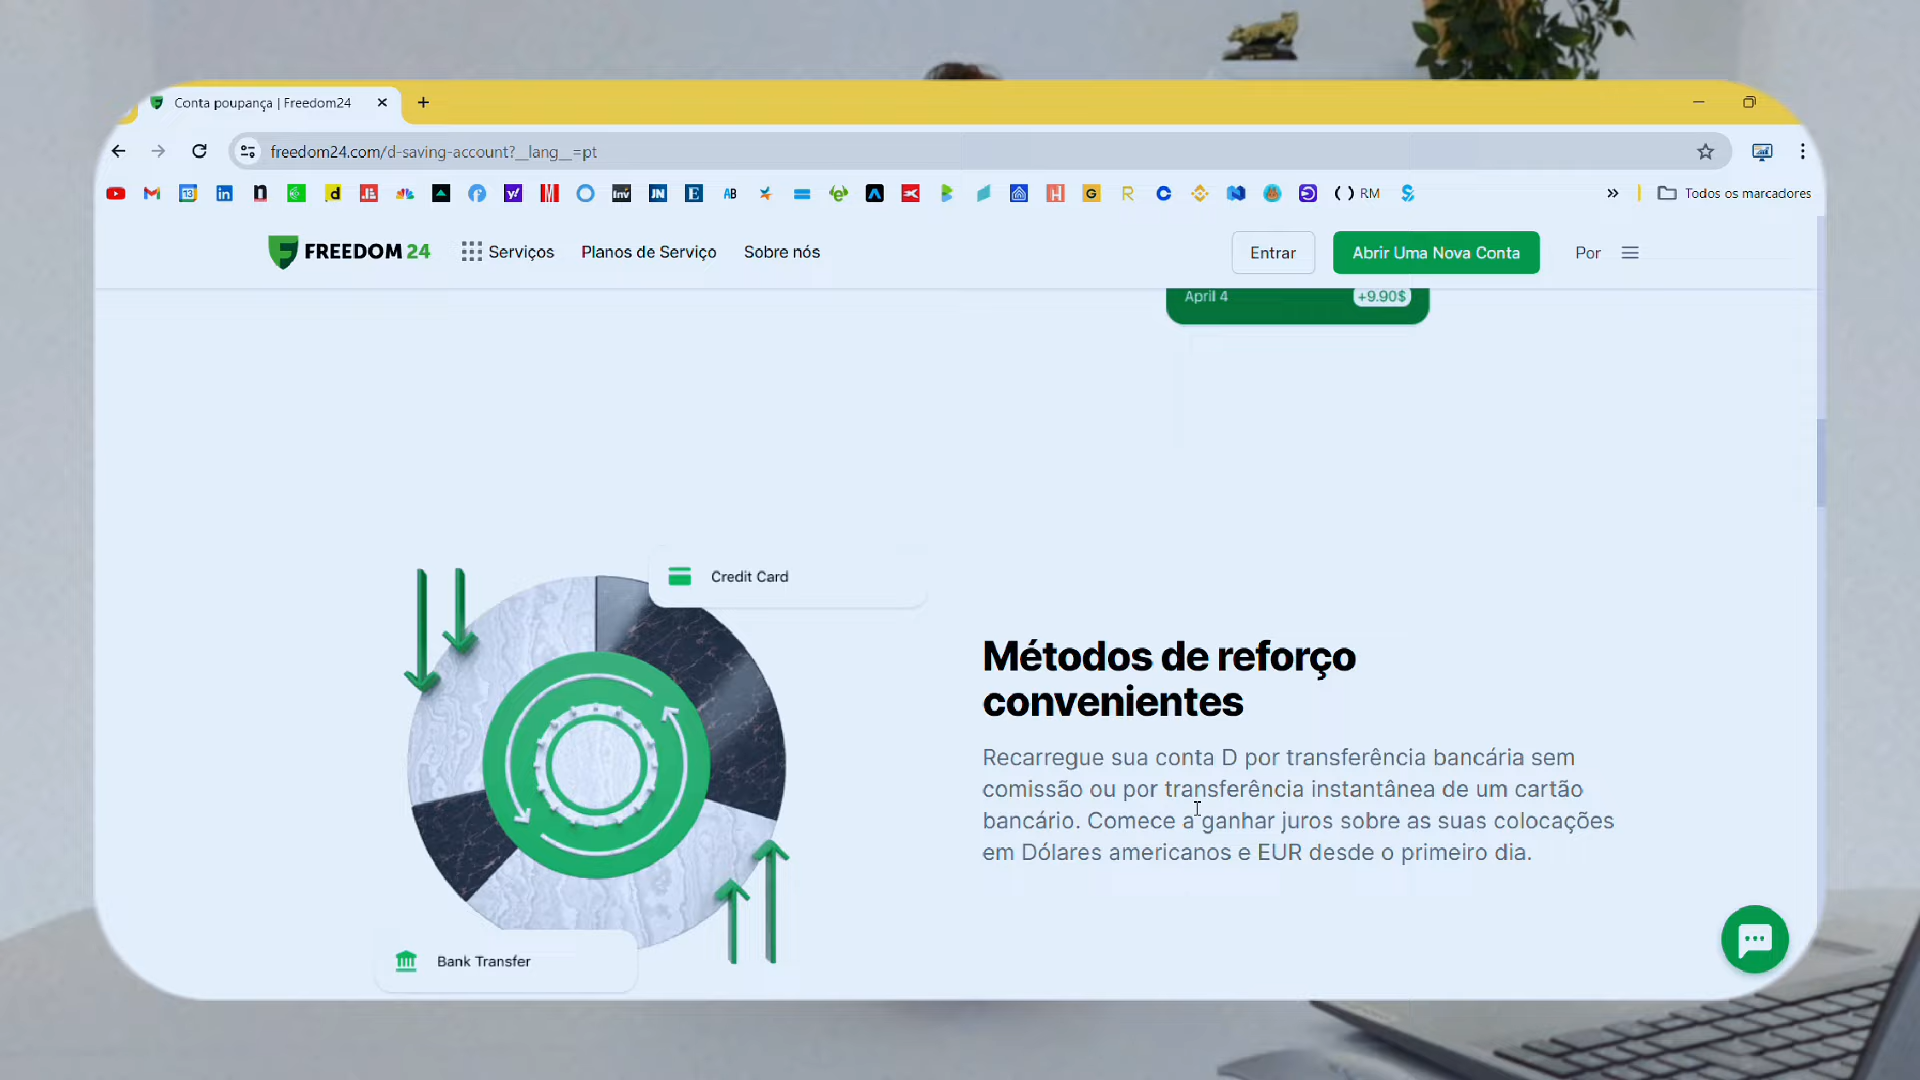 Conta poupança | Freedom24
freedom24.com/d-saving-account?__lang__=pt
RM
Todos os marcadores
FREEDOM 24
Serviços
Planos de Serviço
Sobre nós
Entrar
Abrir Uma Nova Conta
Por
April 4
+9.90$
Credit Card
Métodos de reforço
convenientes
Recarregue sua conta D por transferência bancária sem
comissão ou por transferência instantânea de um cartão
bancário. Comece a ganhar juros sobre as suas colocações
em Dólares americanos e EUR desde o primeiro dia.
Bank Transfer